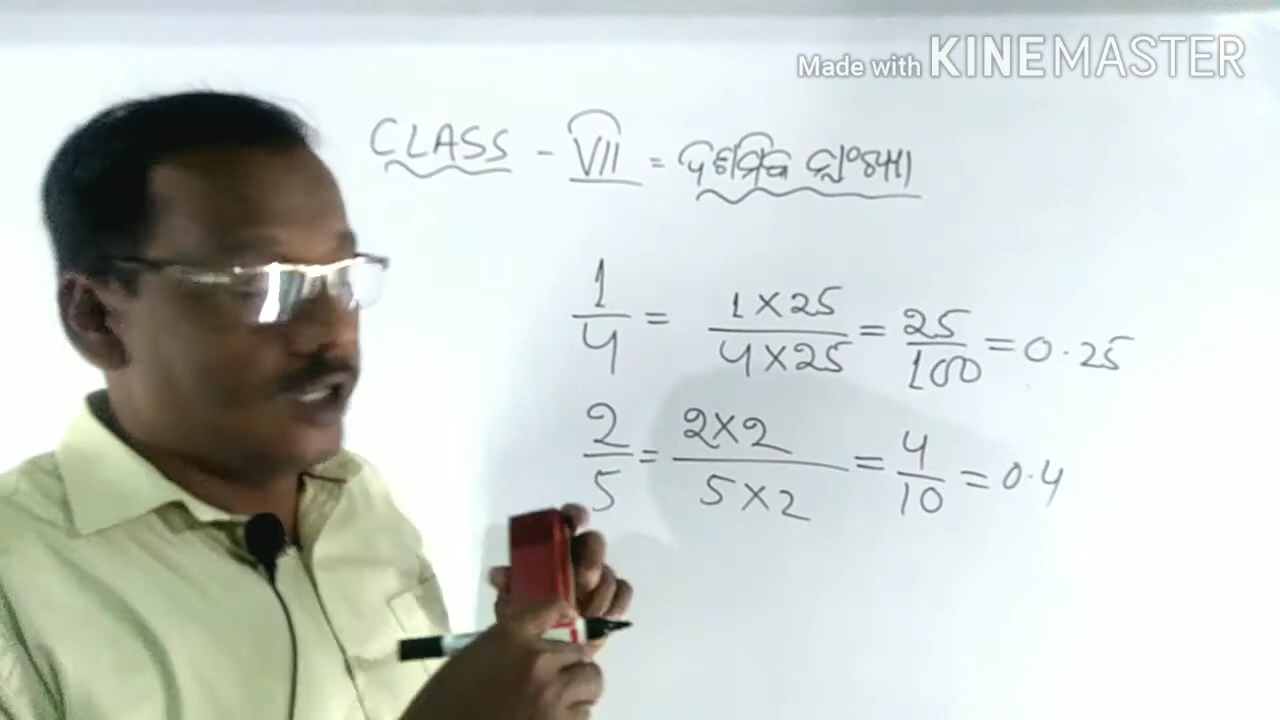 Made with KINEMASTER
CLASS - VII = ଦଶମିକ ସଂଖ୍ୟା
1/4 = 1×25/4×25 = 25/100 = 0.25
2/5 = 2×2/5×2 = 4/10 = 0.4